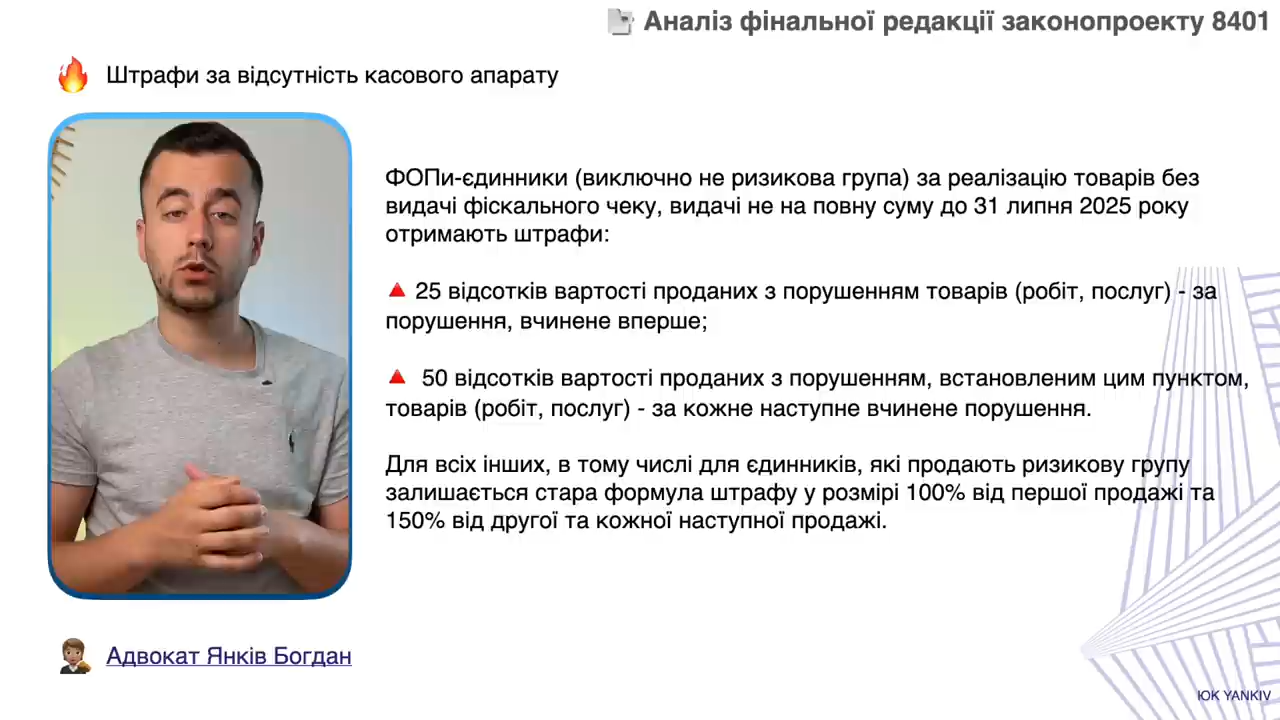 Аналіз фінальної редакції законопроекту 8401
Штрафи за відсутність касового апарату
ФОПи-єдинники (виключно не ризикова група) за реалізацію товарів без
видачі фіскального чеку, видачі не на повну суму до 31 липня 2025 року
отримають штрафи:
25 відсотків вартості проданих з порушенням товарів (робіт, послуг) - за
порушення, вчинене вперше;
50 відсотків вартості проданих з порушенням, встановленим цим пунктом,
товарів (робіт, послуг) - за кожне наступне вчинене порушення.
Для всіх інших, в тому числі для єдинників, які продають ризикову групу
залишається стара формула штрафу у розмірі 100% від першої продажі та
150% від другої та кожної наступної продажі.
Адвокат Янків Богдан
ЮК YANKIV